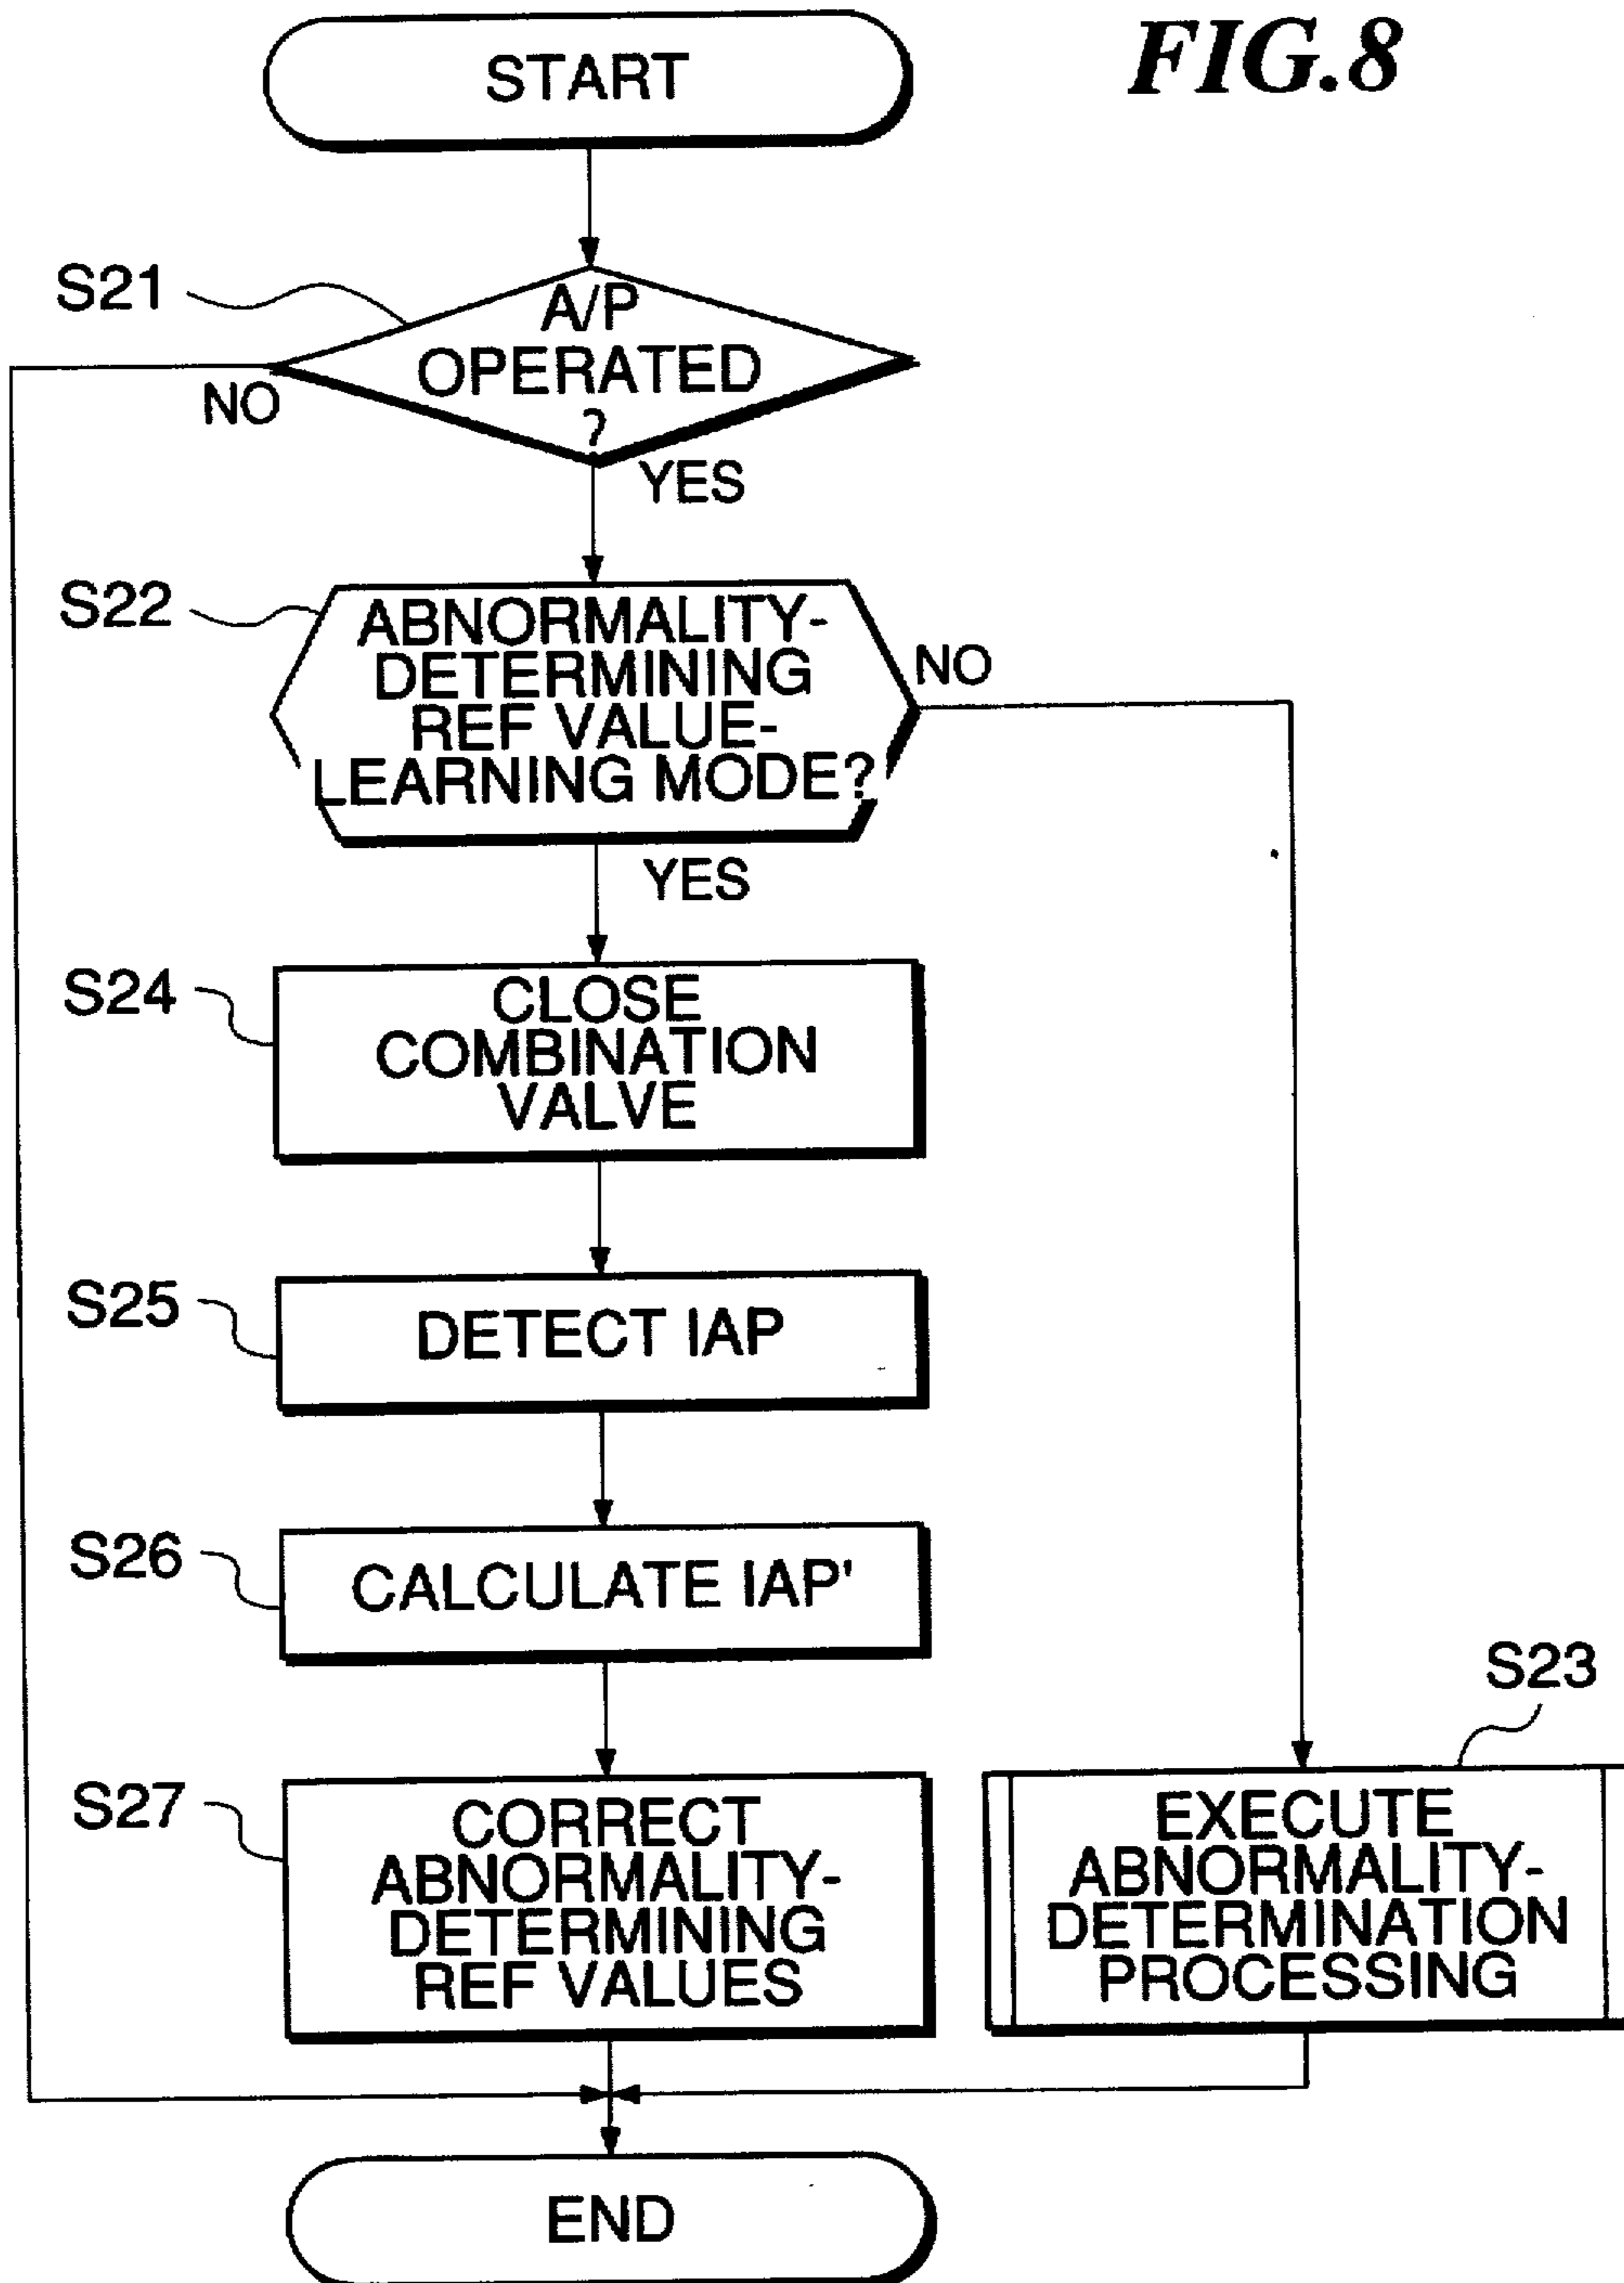 FIG.8
START
S21
A/P
OPERATED
?
NO
YES
S22
ABNORMALITY-
DETERMINING
REF VALUE-
LEARNING MODE?
NO
YES
S24
CLOSE
COMBINATION
VALVE
S25
DETECT IAP
S26
CALCULATE IAP'
S23
S27
CORRECT
ABNORMALITY-
DETERMINING
REF VALUES
EXECUTE
ABNORMALITY-
DETERMINATION
PROCESSING
END